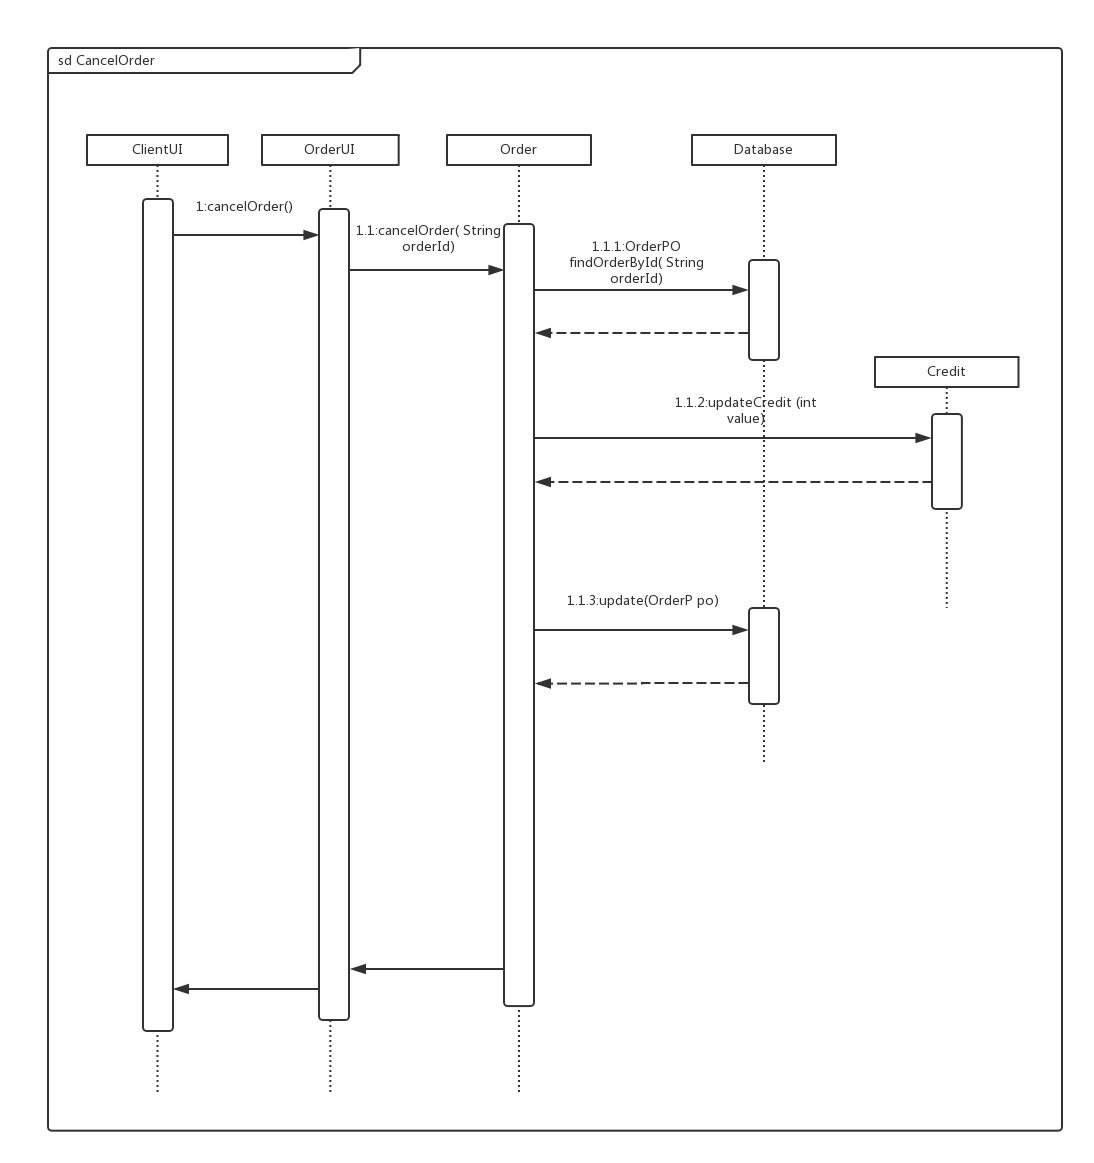 sd CancelOrder
ClientUI
OrderUI
Order
Database
1:cancelOrder()
1.1:cancelOrder( String
orderId)
1.1.1:OrderPO
findOrderById( String
orderId)
Credit
1.1.2:updateCredit (int
value)
1.1.3:update(OrderP po)